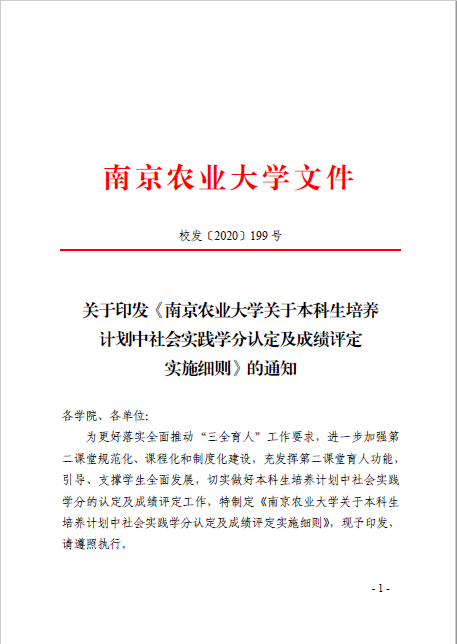 南京农业大学文件
校发〔2020〕199 号
关于印发《南京农业大学关于本科生培养
计划中社会实践学分认定及成绩评定
实施细则》的通知
各学院、各单位:
为更好落实全面推动“三全育人”工作要求，进一步加强第
二课堂规范化、课程化和制度化建设，充发挥第二课堂育人功能，
引导、支撑学生全面发展，切实做好本科生培养计划中社会实践
学分的认定及成绩评定工作，特制定《南京农业大学关于本科生
培养计划中社会实践学分认定及成绩评定实施细则》，现予印发，
请遵照执行。
- 1 -